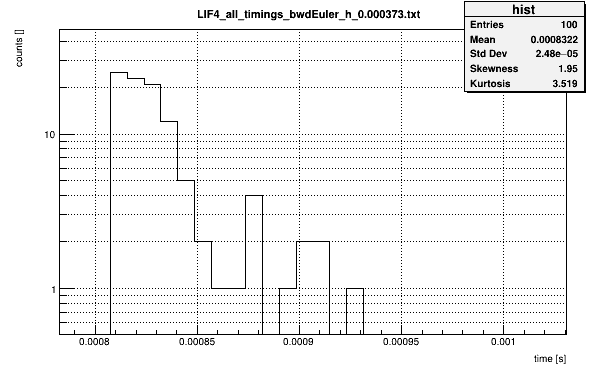 LIF4_all_timings_bwdEuler_h_0.000373.txt
hist
Entries 100
Mean 0.0008322
Std Dev 2.48e−05
Skewness 1.95
Kurtosis 3.519
counts []
10
1
0.0008 0.00085 0.0009 0.00095 0.001
time [s]